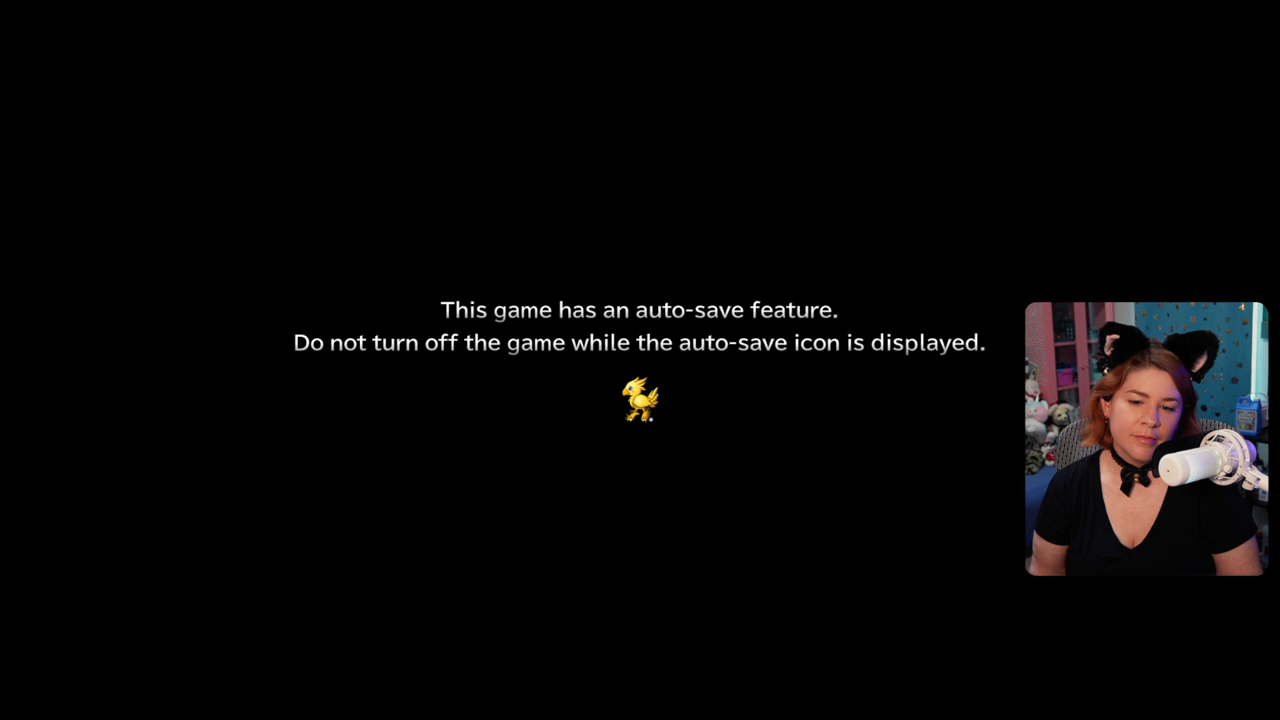 This game has an auto-save feature.
Do not turn off the game while the auto-save icon is displayed.